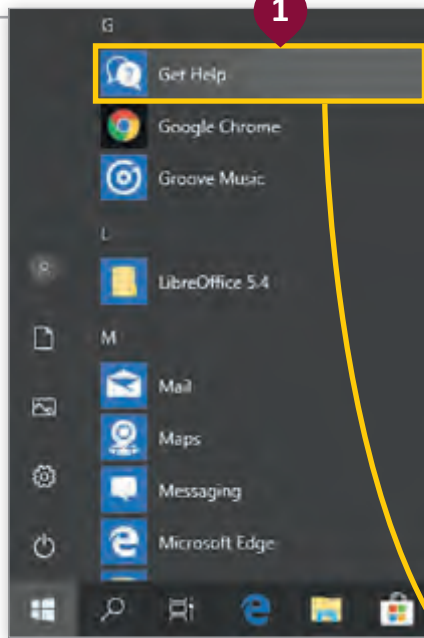 1
G
Get Help
Google Chrome
Groove Music
L
LibreOffice 5.4
M
Mail
Maps
Messaging
Microsoft Edge